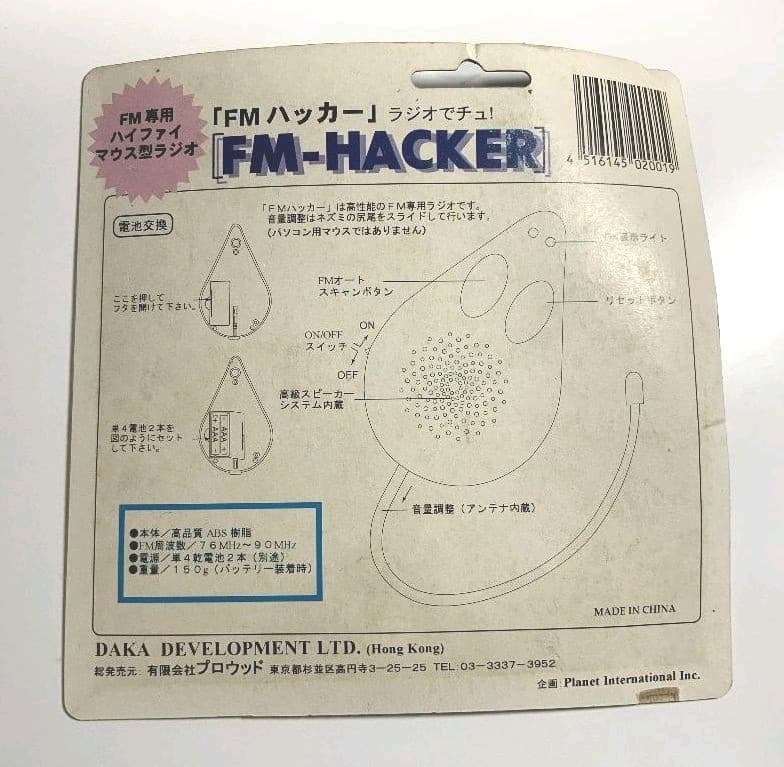 FM専用
ハイファイ
マウス型ラジオ
「FMハッカー」ラジオでチュ!
[FM-HACKER]
4 516145 020019
「FMハッカー」は高性能のFM専用ラジオです。
音量調整はネズミの尻尾をスライドして行います。
(パソコン用マウスではありません)
電池交換
ここを押して
フタを開けて下さい。
FMオート
スキャンボタン
表示ライト
リセットボタン
ON/OFF
スイッチ
ON
OFF
高級スピーカー
システム内蔵
単4電池2本を
図のようにセット
して下さい。
AAA
AAA
音量調整(アンテナ内蔵)
●本体/高品質 ABS 樹脂
●FM周波数/76MHz~90MHz
●電源/単4乾電池2本(別途)
●重量/150g(バッテリー装着時)
MADE IN CHINA
DAKA DEVELOPMENT LTD. (Hong Kong)
総発売元: 有限会社プロウッド 東京都杉並区高円寺3-25-25 TEL:03-3337-3952
企画: Planet International Inc.